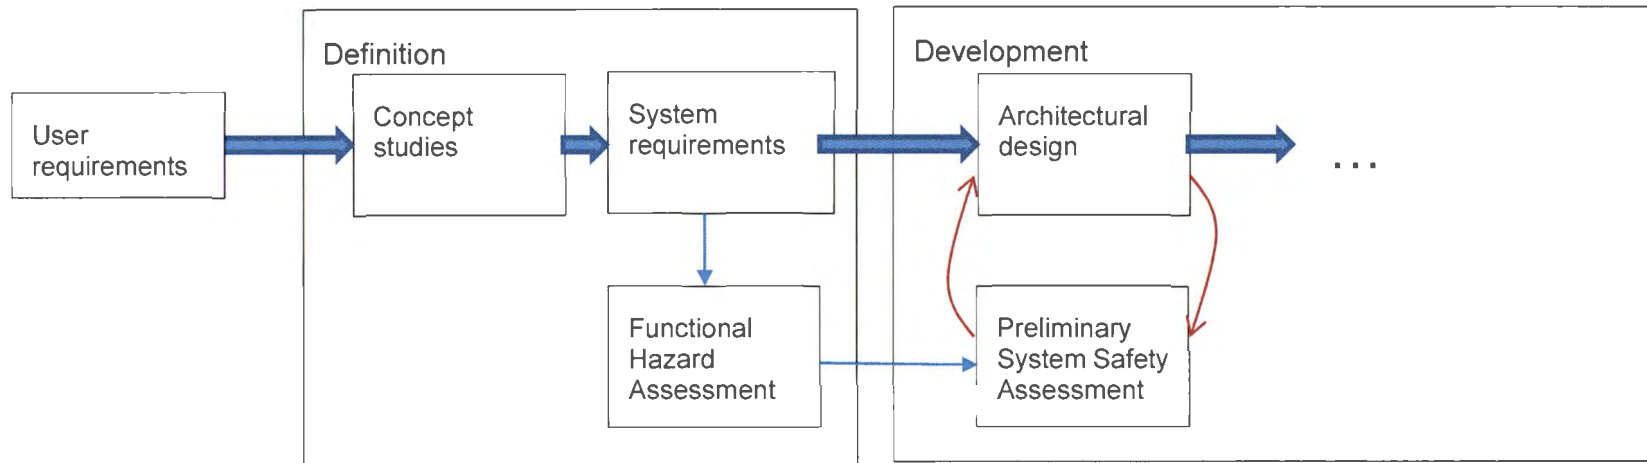 Definition
Development
User
requirements
Concept
studies
System
requirements
Architectural
design
...
Functional
Hazard
Assessment
Preliminary
System Safety
Assessment